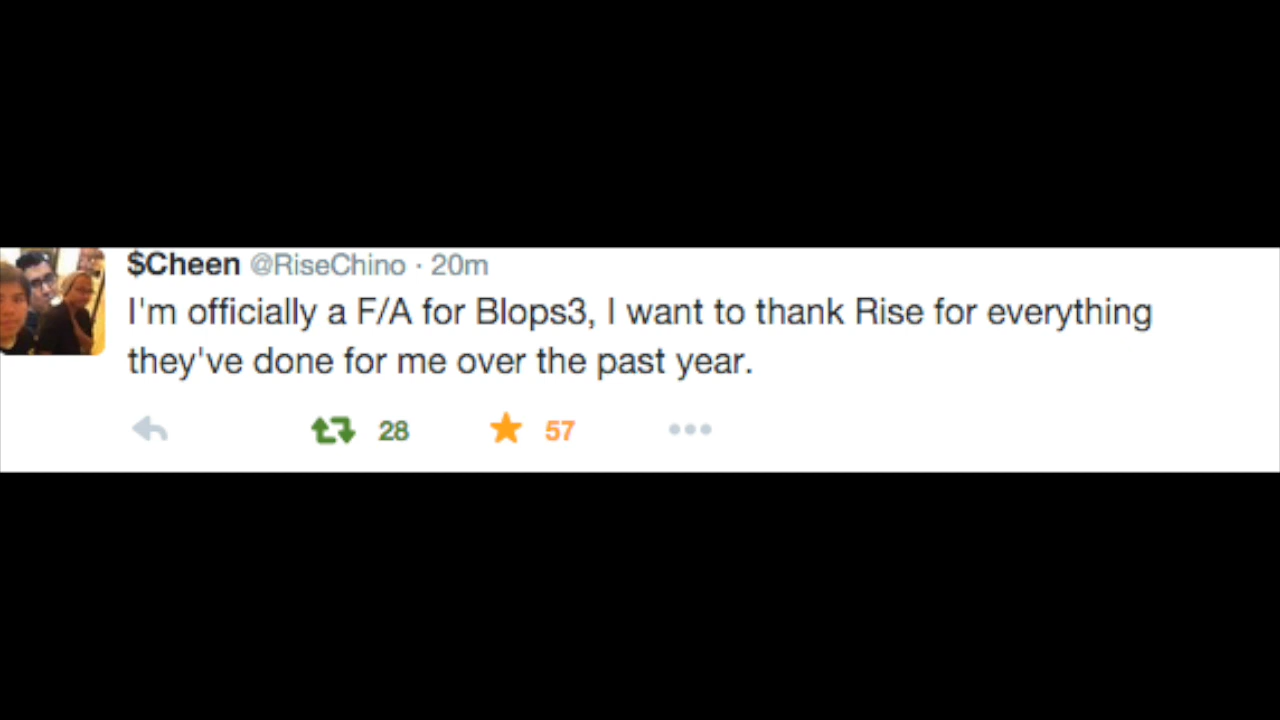 $Cheen @RiseChino · 20m
I'm officially a F/A for Blops3, I want to thank Rise for everything
they've done for me over the past year.
28 57